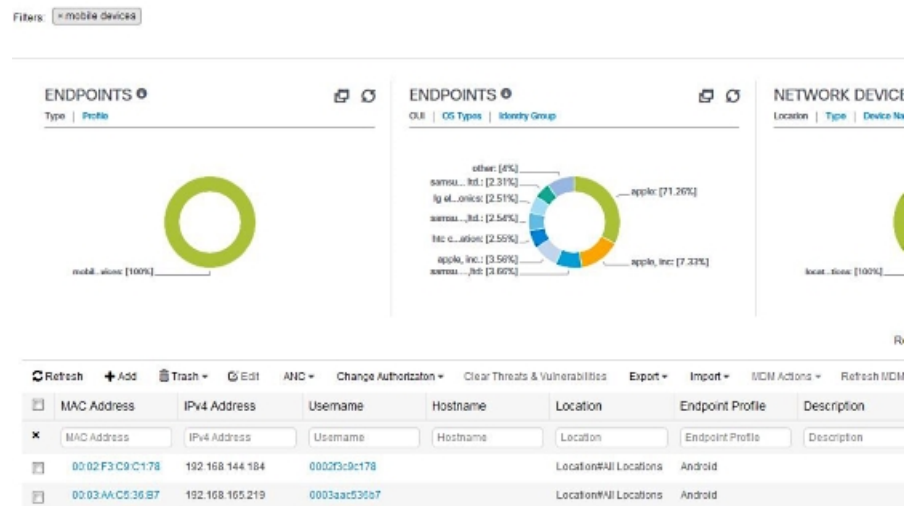 Filters: × mobile devices
ENDPOINTS
Type | Profile
mobil...vices: [100%]
ENDPOINTS
OUI | OS Types | Identity Group
other: [4%]
samsu... ltd.: [2.31%]
lg el...onics: [2.51%]
samsu...,ltd.: [2.54%]
htc c...ation: [2.55%]
apple, inc.: [3.56%]
samsu...,ltd: [3.66%]
apple: [71.26%]
apple, inc: [7.33%]
NETWORK DEVICE
Location | Type | Device Na
locat...tions: [100%]
R
Refresh Add Trash Edit ANC Change Authorizaton Clear Threats & Vulnerabilities Export Import MDM Actions Refresh MDM
MAC Address IPv4 Address Username Hostname Location Endpoint Profile Description
× MAC Address IPv4 Address Username Hostname Location Endpoint Profile Description
00:02:F3:C9:C1:78 192.168.144.184 0002f3c9c178 Location#All Locations Android
00:03:AA:C5:36:B7 192.168.165.219 0003aac536b7 Location#All Locations Android